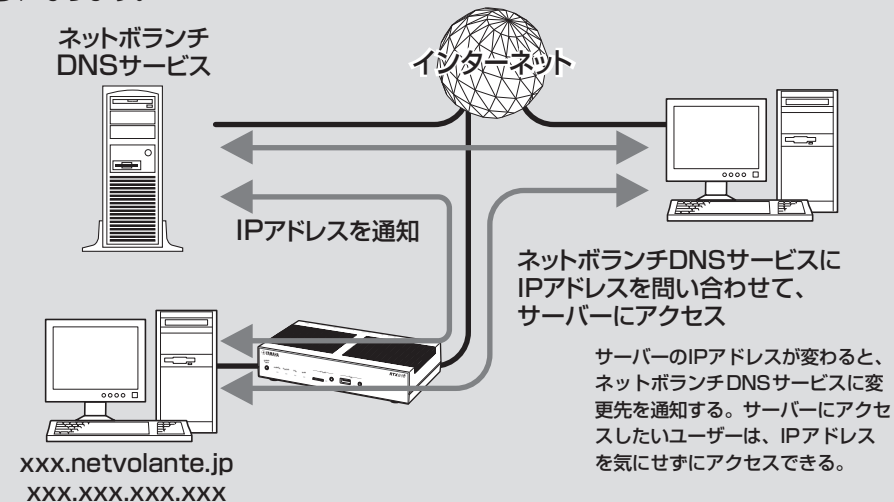 ネットボランチ
DNSサービス
インターネット
IPアドレスを通知
ネットボランチDNSサービスに
IPアドレスを問い合わせて、
サーバーにアクセス
サーバーのIPアドレスが変わると、
ネットボランチDNSサービスに変
更先を通知する。サーバーにアクセ
スしたいユーザーは、IPアドレス
を気にせずにアクセスできる。
YAMAHA
xxx.netvolante.jp
xxx.xxx.xxx.xxx